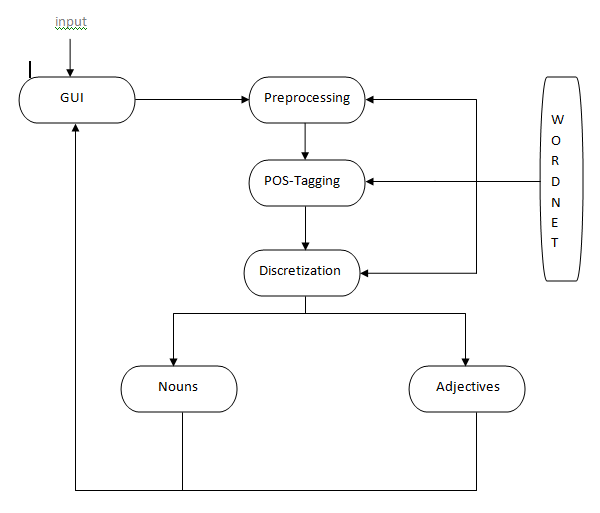 input
GUI
Preprocessing
POS-Tagging
Discretization
Nouns
Adjectives
W
O
R
D
N
E
T